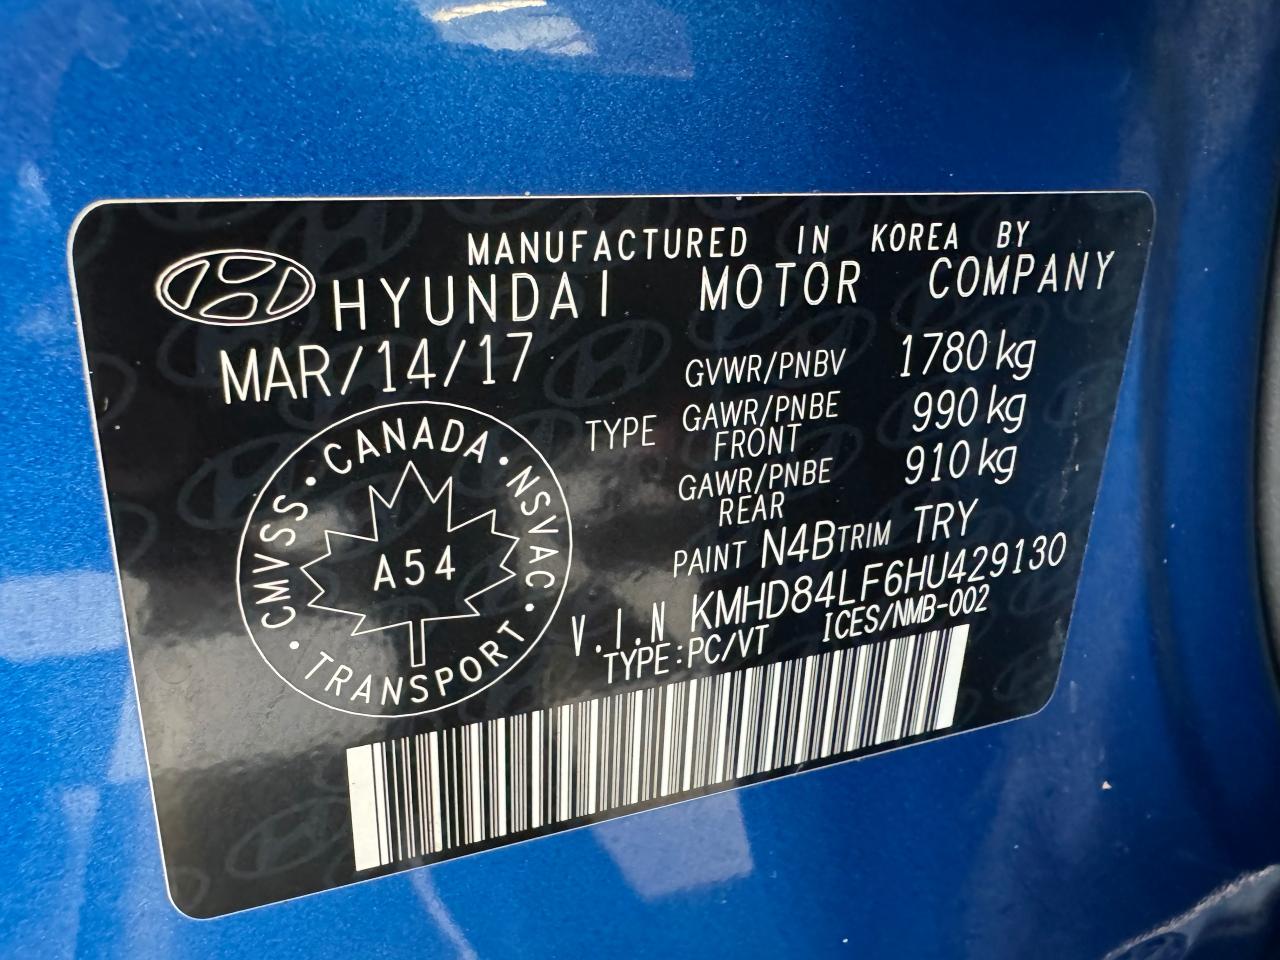 MANUFACTURED IN KOREA BY
HYUNDAI MOTOR COMPANY
MAR/14/17
GVWR/PNBV 1780 kg
TYPE GAWR/PNBE FRONT 990 kg
GAWR/PNBE REAR 910 kg
PAINT N4B TRIM TRY
V.I.N KMHD84LF6HU429130
TYPE:PC/VT ICES/NMB-002
CMVSS · CANADA · NSVAC · TRANSPORT ·
A54